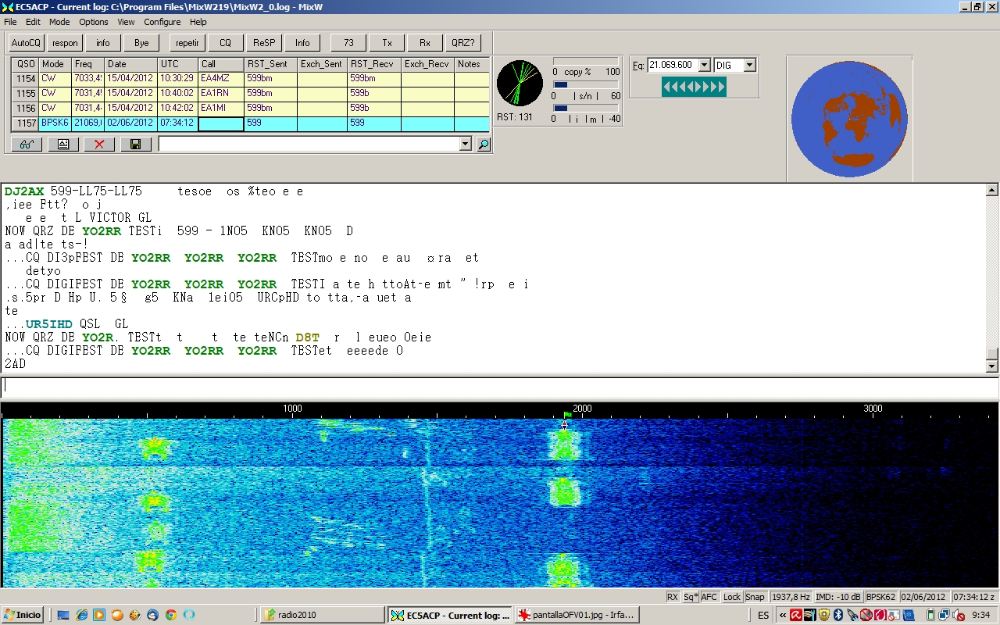 EC5ACP - Current log: C:\Program Files\MixW219\MixW2_0.log - MixW
File Edit Mode Options View Configure Help
AutoCQ respon info Bye repetir CQ ReSP Info 73 Tx Rx QRZ?
QSO Mode Freq Date UTC Call RST_Sent Exch_Sent RST_Recv Exch_Recv Notes
1154 CW 7033,4 15/04/2012 10:30:29 EA4MZ 599bm 599bm
1155 CW 7031,4 15/04/2012 10:40:02 EA1RN 599b 599b
1156 CW 7031,4 15/04/2012 10:42:02 EA1MI 599b 599b
1157 BPSK6 21069, 02/06/2012 07:34:12 599 599
0 copy % 100
0 | s/n | 60
0 | i | m | -40
RST: 131
Fq: 21.069.600 DIG
DJ2AX 599-LL75-LL75 tesoe os %teo e e
,iee Ftt? o j
e e t L VICTOR GL
NOW QRZ DE YO2RR TESTi 599 - 1NO5 KNO5 KNO5 D
a ad|te ts-!
...CQ DI3pFEST DE YO2RR YO2RR YO2RR TESTmo e no e au ¤ra et
detyo
...CQ DIGIFEST DE YO2RR YO2RR YO2RR TESTI a te h ttoAt-e mt " !rp e i
.s.5pr D Hp U. 5§ g5 KNa 1eiO5 URCpHD to tta,-a uet a
te
...UR5IHD QSL GL
NOW QRZ DE YO2R. TESTt t t te teNCn D8T r l eueo Oeie
...CQ DIGIFEST DE YO2RR YO2RR YO2RR TESTet eeeede O
2AD
1000 2000 3000
RX Sq* AFC Lock Snap 1937,8 Hz IMD: -10 dB BPSK62 02/06/2012 07:34:12 z
Inicio radio2010 EC5ACP - Current log: ... pantallaOFV01.jpg - Irfa... ES « 9:34